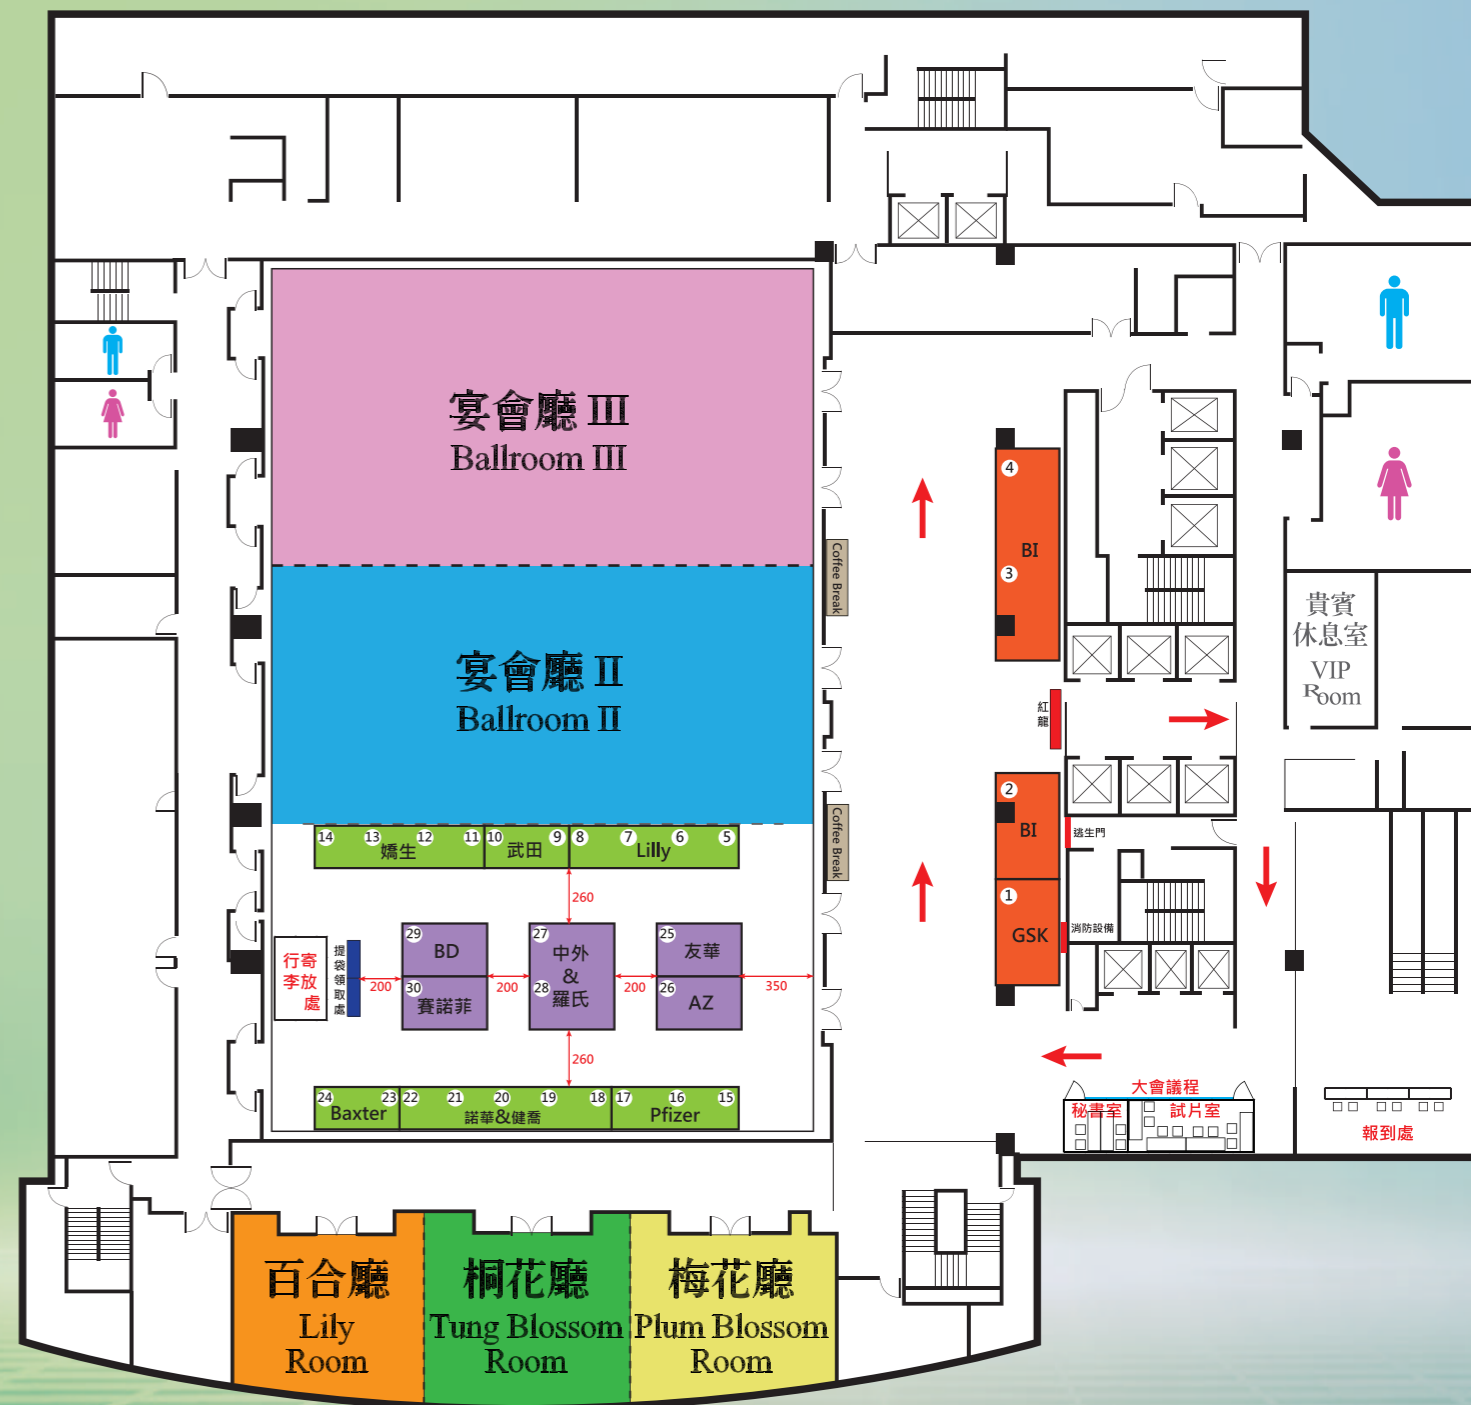 宴會廳 III
Ballroom III
宴會廳 II
Ballroom II
Coffee Break
Coffee Break
4
BI
3
2
BI
1
GSK
紅龍
逃生門
消防設備
貴賓
休息室
VIP
Room
14 13 12 11
嬌生
10 9
武田
8 7 6 5
Lilly
260
29
BD
30
賽諾菲
27
中外
&
28
羅氏
25
友華
26
AZ
行寄
李放
處
提袋領取處
200
200
200
350
260
24 23
Baxter
22 21 20 19 18
諾華&健喬
17 16 15
Pfizer
大會議程
秘書室
試片室
報到處
百合廳
Lily
Room
桐花廳
Tung Blossom
Room
梅花廳
Plum Blossom
Room